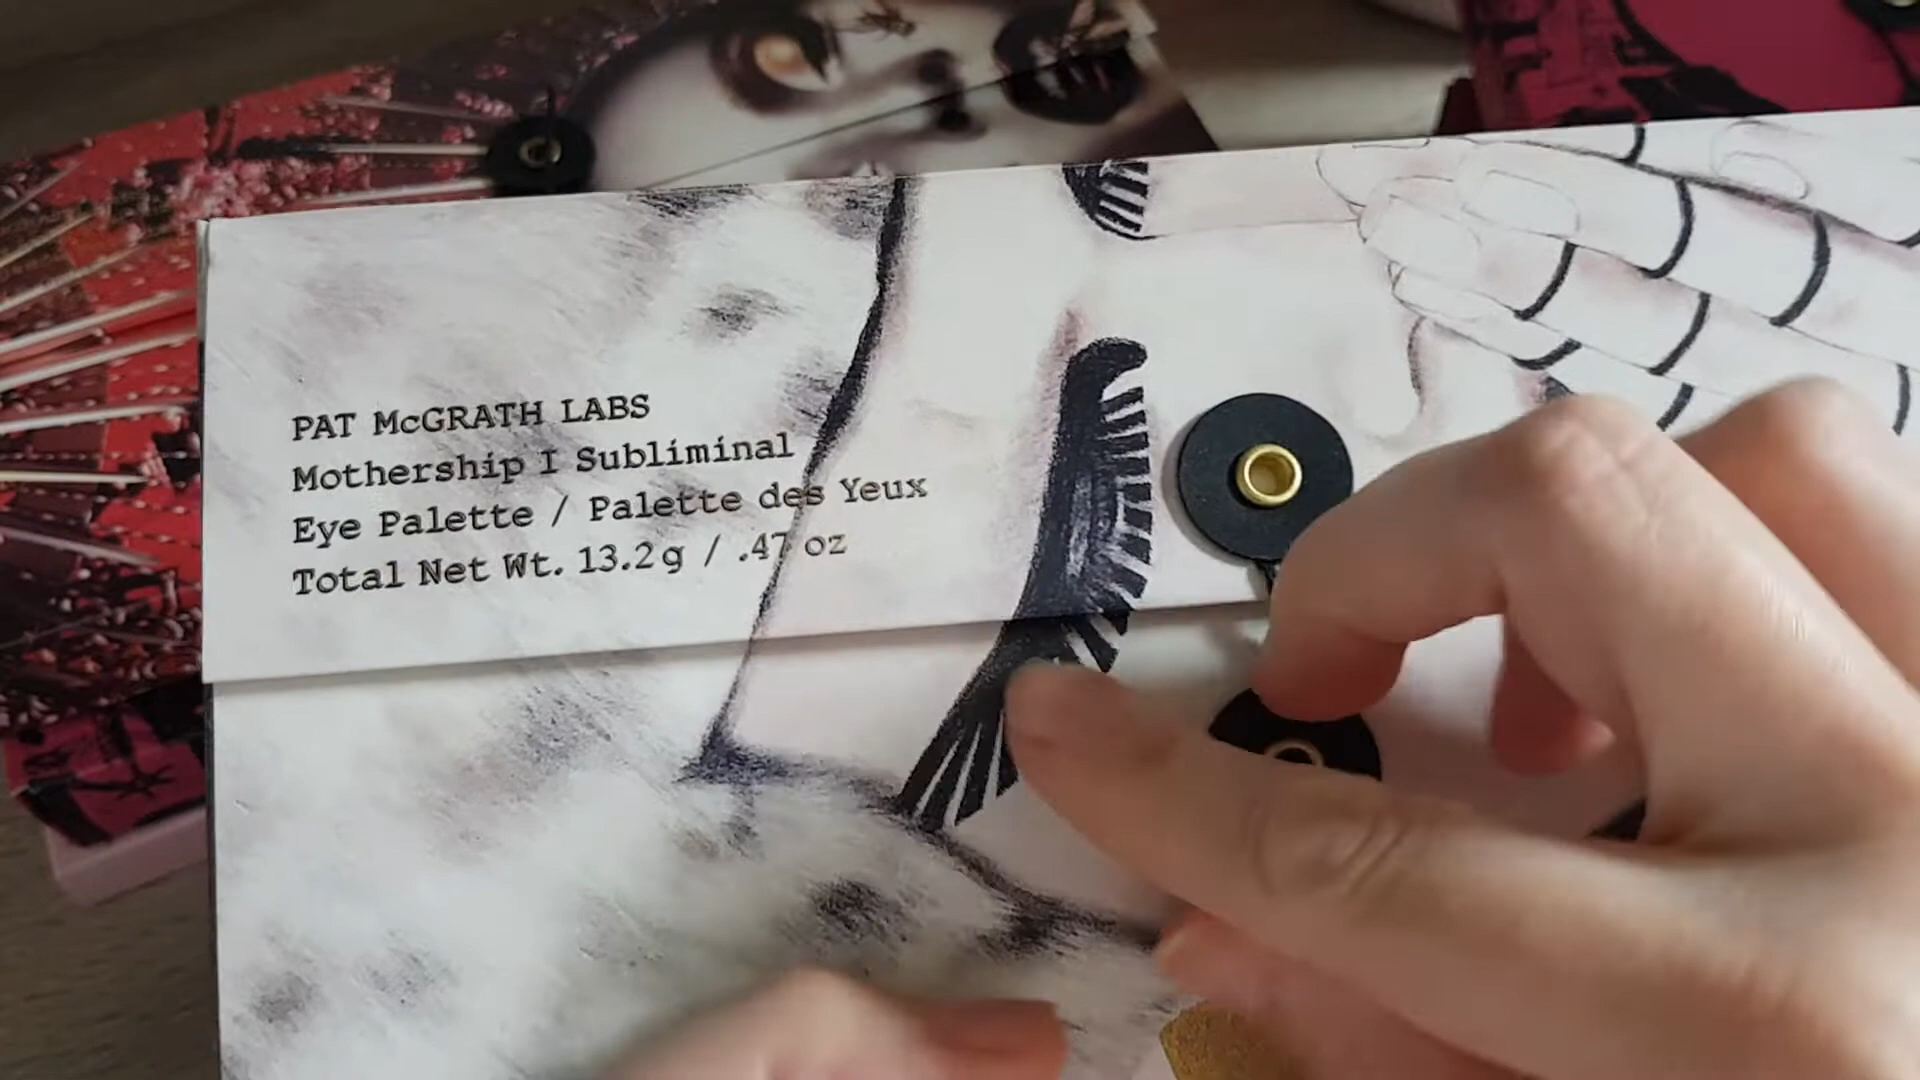 PAT McGRATH LABS
Mothership I Subliminal
Eye Palette / Palette des Yeux
Total Net Wt. 13.2g / .47 oz